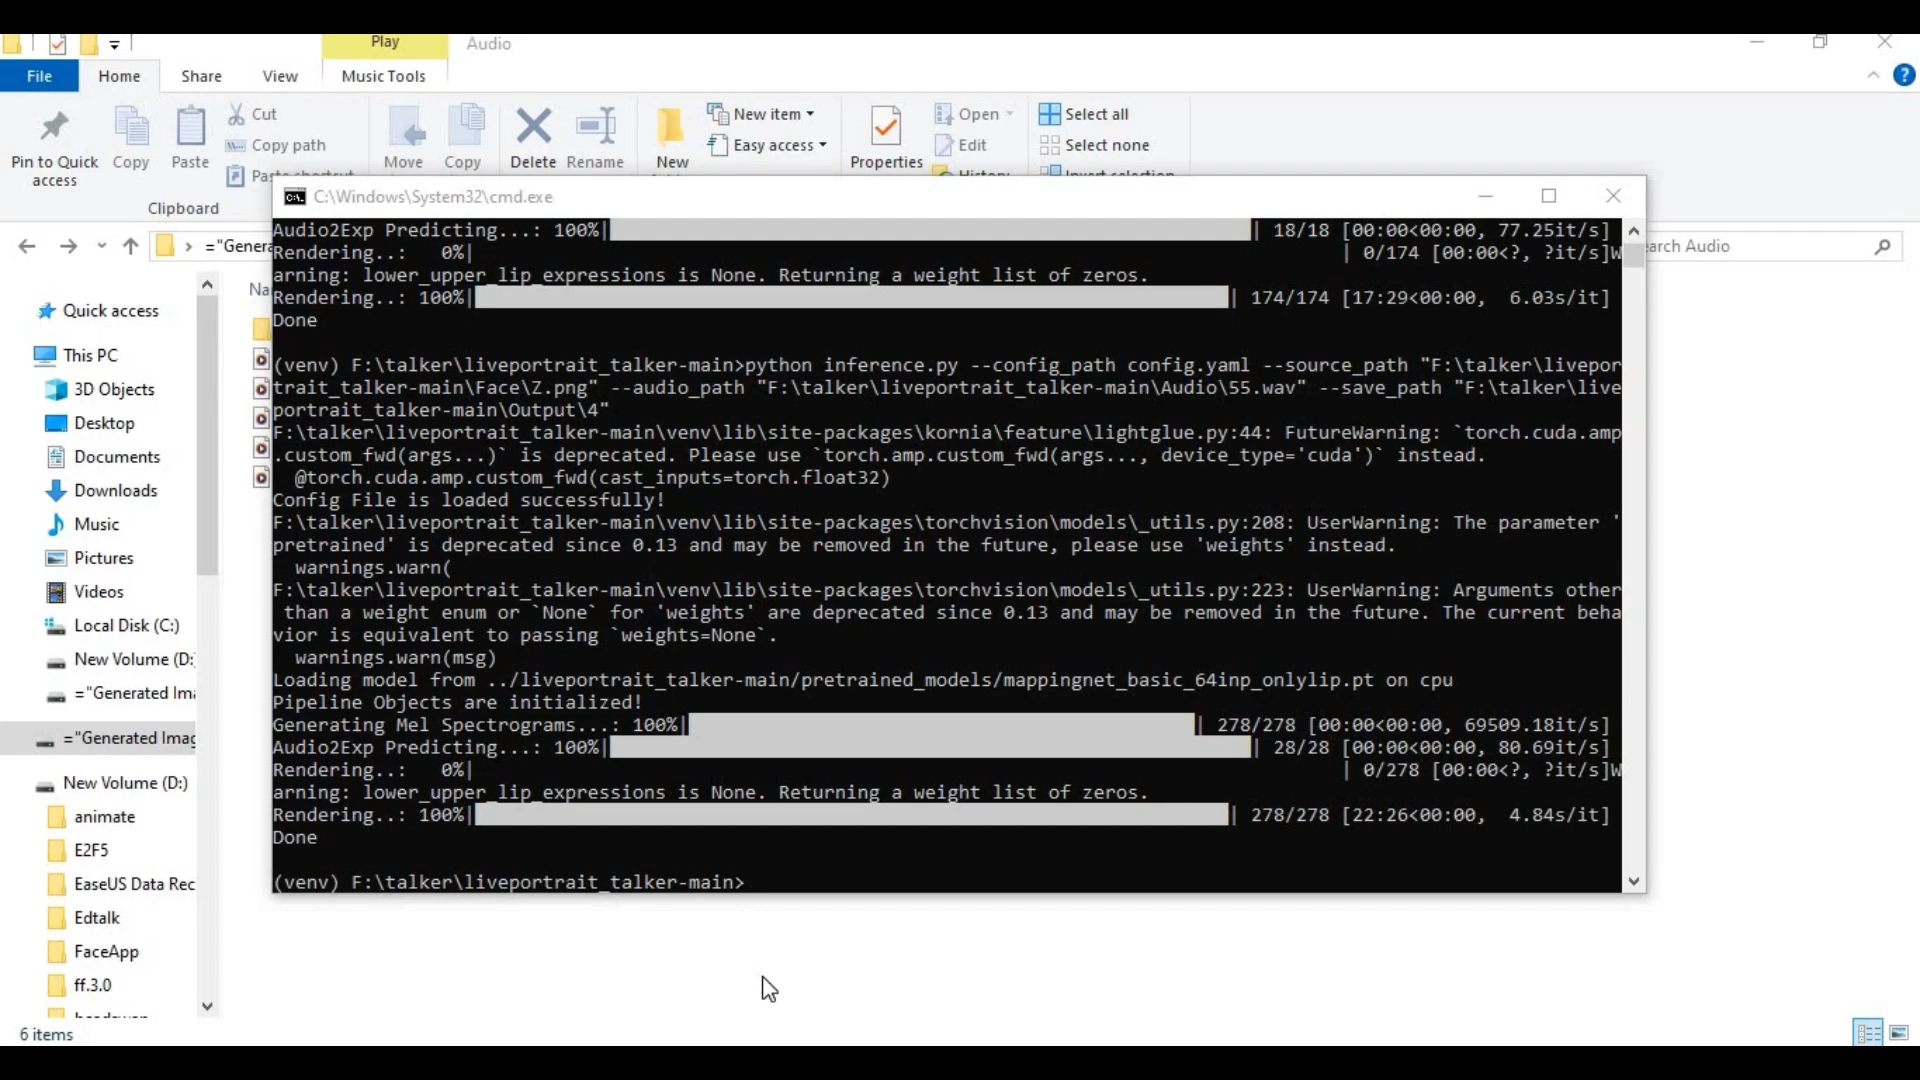 Play
Audio
File
Home
Share
View
Music Tools
Pin to Quick access
Copy
Paste
Cut
Copy path
Paste shortcut
Move
Copy
Delete
Rename
New
New item
Easy access
Properties
Open
Edit
History
Select all
Select none
Invert selection
Clipboard
="Genera
earch Audio
C:\Windows\System32\cmd.exe
Na
Quick access
This PC
3D Objects
Desktop
Documents
Downloads
Music
Pictures
Videos
Local Disk (C:)
New Volume (D:
="Generated Ima
="Generated Imag
New Volume (D:)
animate
E2F5
EaseUS Data Rec
Edtalk
FaceApp
ff.3.0
6 items
Audio2Exp Predicting...: 100%| | 18/18 [00:00<00:00, 77.25it/s]
Rendering..:   0%| | 0/174 [00:00<?, ?it/s]W
arning: lower_upper_lip_expressions is None. Returning a weight list of zeros.
Rendering..: 100%| | 174/174 [17:29<00:00,  6.03s/it]
Done
(venv) F:\talker\liveportrait_talker-main>python inference.py --config_path config.yaml --source_path "F:\talker\livepor
trait_talker-main\Face\Z.png" --audio_path "F:\talker\liveportrait_talker-main\Audio\55.wav" --save_path "F:\talker\live
portrait_talker-main\Output\4"
F:\talker\liveportrait_talker-main\venv\lib\site-packages\kornia\feature\lightglue.py:44: FutureWarning: `torch.cuda.amp
.custom_fwd(args...)` is deprecated. Please use `torch.amp.custom_fwd(args..., device_type='cuda')` instead.
  @torch.cuda.amp.custom_fwd(cast_inputs=torch.float32)
Config File is loaded successfully!
F:\talker\liveportrait_talker-main\venv\lib\site-packages\torchvision\models\_utils.py:208: UserWarning: The parameter '
pretrained' is deprecated since 0.13 and may be removed in the future, please use 'weights' instead.
  warnings.warn(
F:\talker\liveportrait_talker-main\venv\lib\site-packages\torchvision\models\_utils.py:223: UserWarning: Arguments other
 than a weight enum or `None` for 'weights' are deprecated since 0.13 and may be removed in the future. The current beha
vior is equivalent to passing `weights=None`.
  warnings.warn(msg)
Loading model from ../liveportrait_talker-main/pretrained_models/mappingnet_basic_64inp_onlylip.pt on cpu
Pipeline Objects are initialized!
Generating Mel Spectrograms...: 100%| | 278/278 [00:00<00:00, 69509.18it/s]
Audio2Exp Predicting...: 100%| | 28/28 [00:00<00:00, 80.69it/s]
Rendering..:   0%| | 0/278 [00:00<?, ?it/s]W
arning: lower_upper_lip_expressions is None. Returning a weight list of zeros.
Rendering..: 100%| | 278/278 [22:26<00:00,  4.84s/it]
Done
(venv) F:\talker\liveportrait_talker-main>